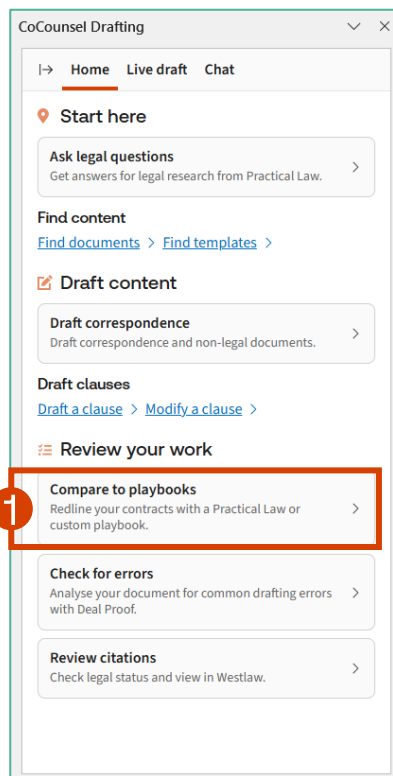 CoCounsel Drafting
Home Live draft Chat
Start here
Ask legal questions
Get answers for legal research from Practical Law.
Find content
Find documents > Find templates >
Draft content
Draft correspondence
Draft correspondence and non-legal documents.
Draft clauses
Draft a clause > Modify a clause >
Review your work
1
Compare to playbooks
Redline your contracts with a Practical Law or
custom playbook.
Check for errors
Analyse your document for common drafting errors
with Deal Proof.
Review citations
Check legal status and view in Westlaw.